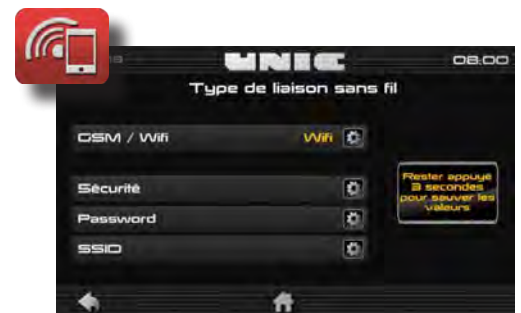 UNIC
08:00
Type de liaison sans fil
GSM / Wifi
Wifi
Sécurité
Password
SSID
Rester appuyé
3 secondes
pour sauver les
valeurs